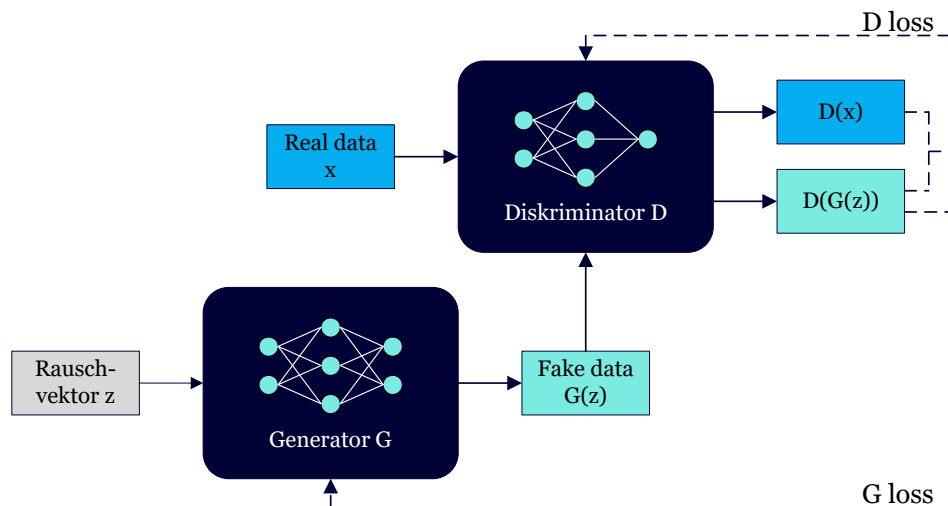 D loss
D(x)
Real data
x
D(G(z))
Diskriminator D
Rausch-
vektor z
Fake data
G(z)
Generator G
G loss